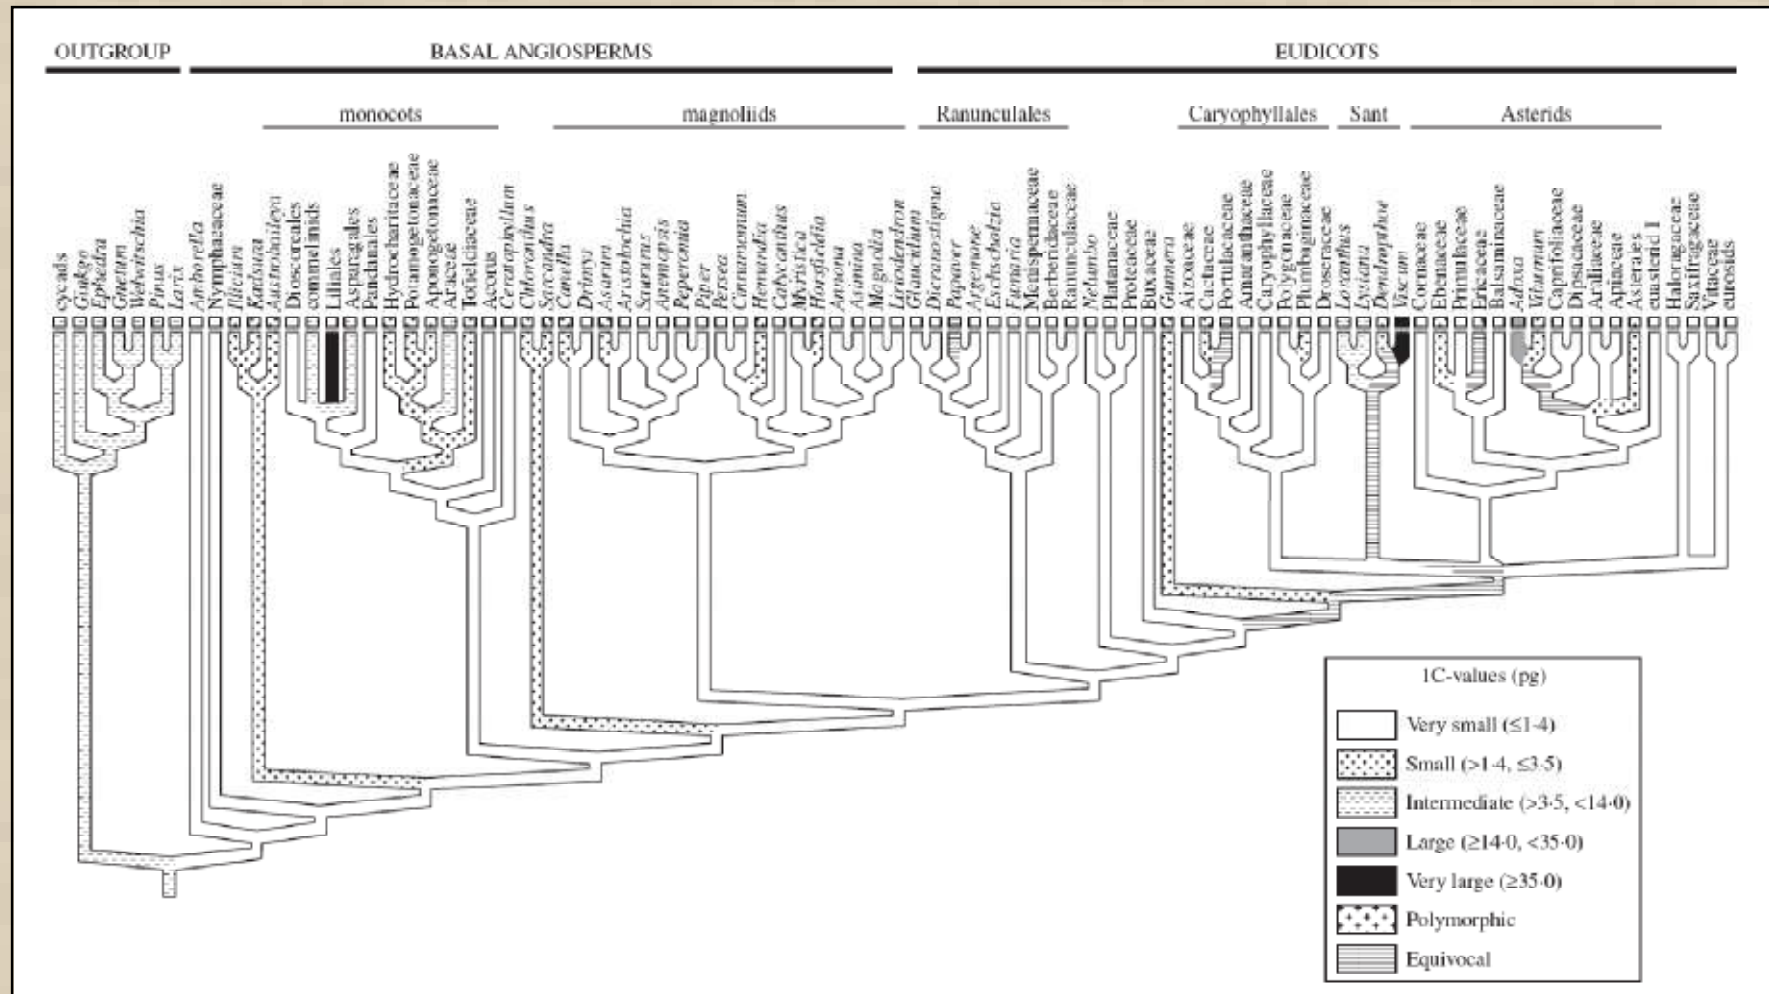 OUTGROUP
BASAL ANGIOSPERMS
EUDICOTS
monocots
magnoliids
Ranunculales
Caryophyllales
Sant
Asterids
cycads
Ginkgo
Ephedra
Gnetum
Welwitschia
Pinus
Larix
Amborella
Nymphaeaceae
Illicium
Kadsura
Austrobaileya
Dioscoreales
commelinids
Liliales
Asparagales
Pandanales
Hydrocharitaceae
Potamogetonaceae
Aponogetonaceae
Araceae
Tofieldiaceae
Acorus
Ceratophyllum
Chloranthus
Sarcandra
Canella
Drimys
Asarum
Aristolochia
Saururus
Anemopsis
Peperomia
Piper
Persea
Cinnamomum
Hernandia
Calycanthus
Myristica
Horsfieldia
Annona
Asimina
Magnolia
Liriodendron
Glaucidium
Dicranostigma
Papaver
Argemone
Eschscholzia
Fumaria
Menispermaceae
Berberidaceae
Ranunculaceae
Nelumbo
Platanaceae
Proteaceae
Buxaceae
Gunnera
Aizoaceae
Cactaceae
Portulacaceae
Amaranthaceae
Caryophyllaceae
Polygonaceae
Plumbaginaceae
Droseraceae
Loranthus
Lysiana
Dendrophthoe
Viscum
Cornaceae
Ebenaceae
Primulaceae
Ericaceae
Balsaminaceae
Adoxa
Viburnum
Caprifoliaceae
Dipsacaceae
Araliaceae
Apiaceae
Asterales
euasterid I
Haloragaceae
Saxifragaceae
Vitaceae
eurosids
1C-values (pg)
Very small (≤1·4)
Small (>1·4, ≤3·5)
Intermediate (>3·5, <14·0)
Large (≥14·0, <35·0)
Very large (≥35·0)
Polymorphic
Equivocal